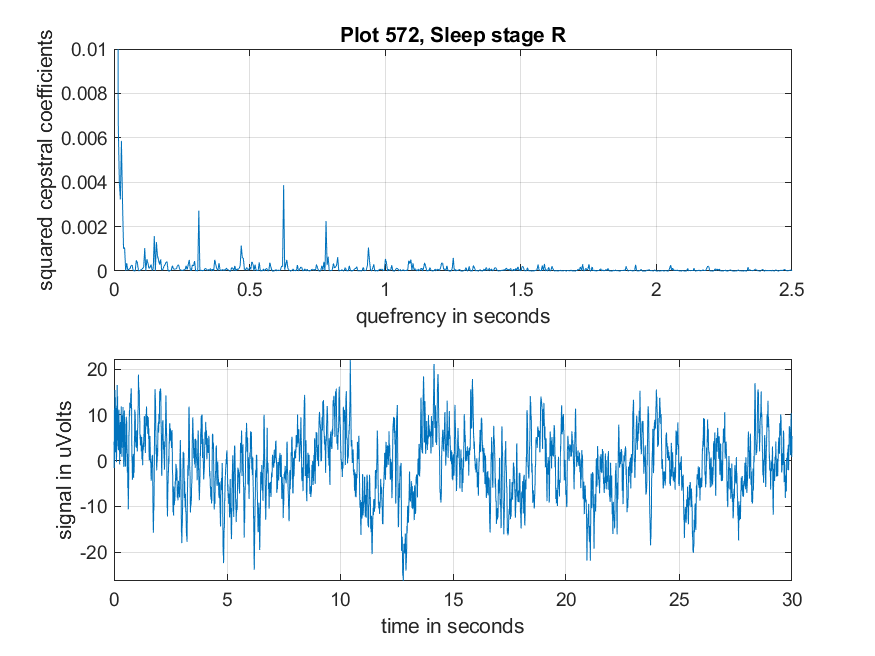 Plot 572, Sleep stage R
squared cepstral coefficients
0.01
0.008
0.006
0.004
0.002
0
0 0.5 1 1.5 2 2.5
quefrency in seconds
signal in uVolts
20
10
0
-10
-20
0 5 10 15 20 25 30
time in seconds